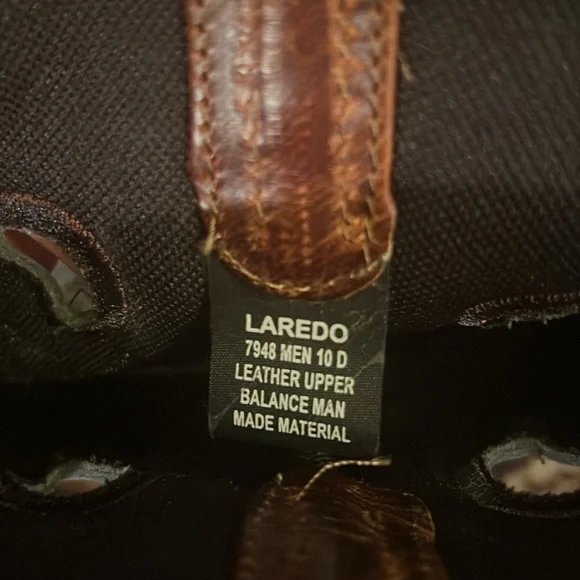 LAREDO
7948 MEN 10 D
LEATHER UPPER
BALANCE MAN
MADE MATERIAL